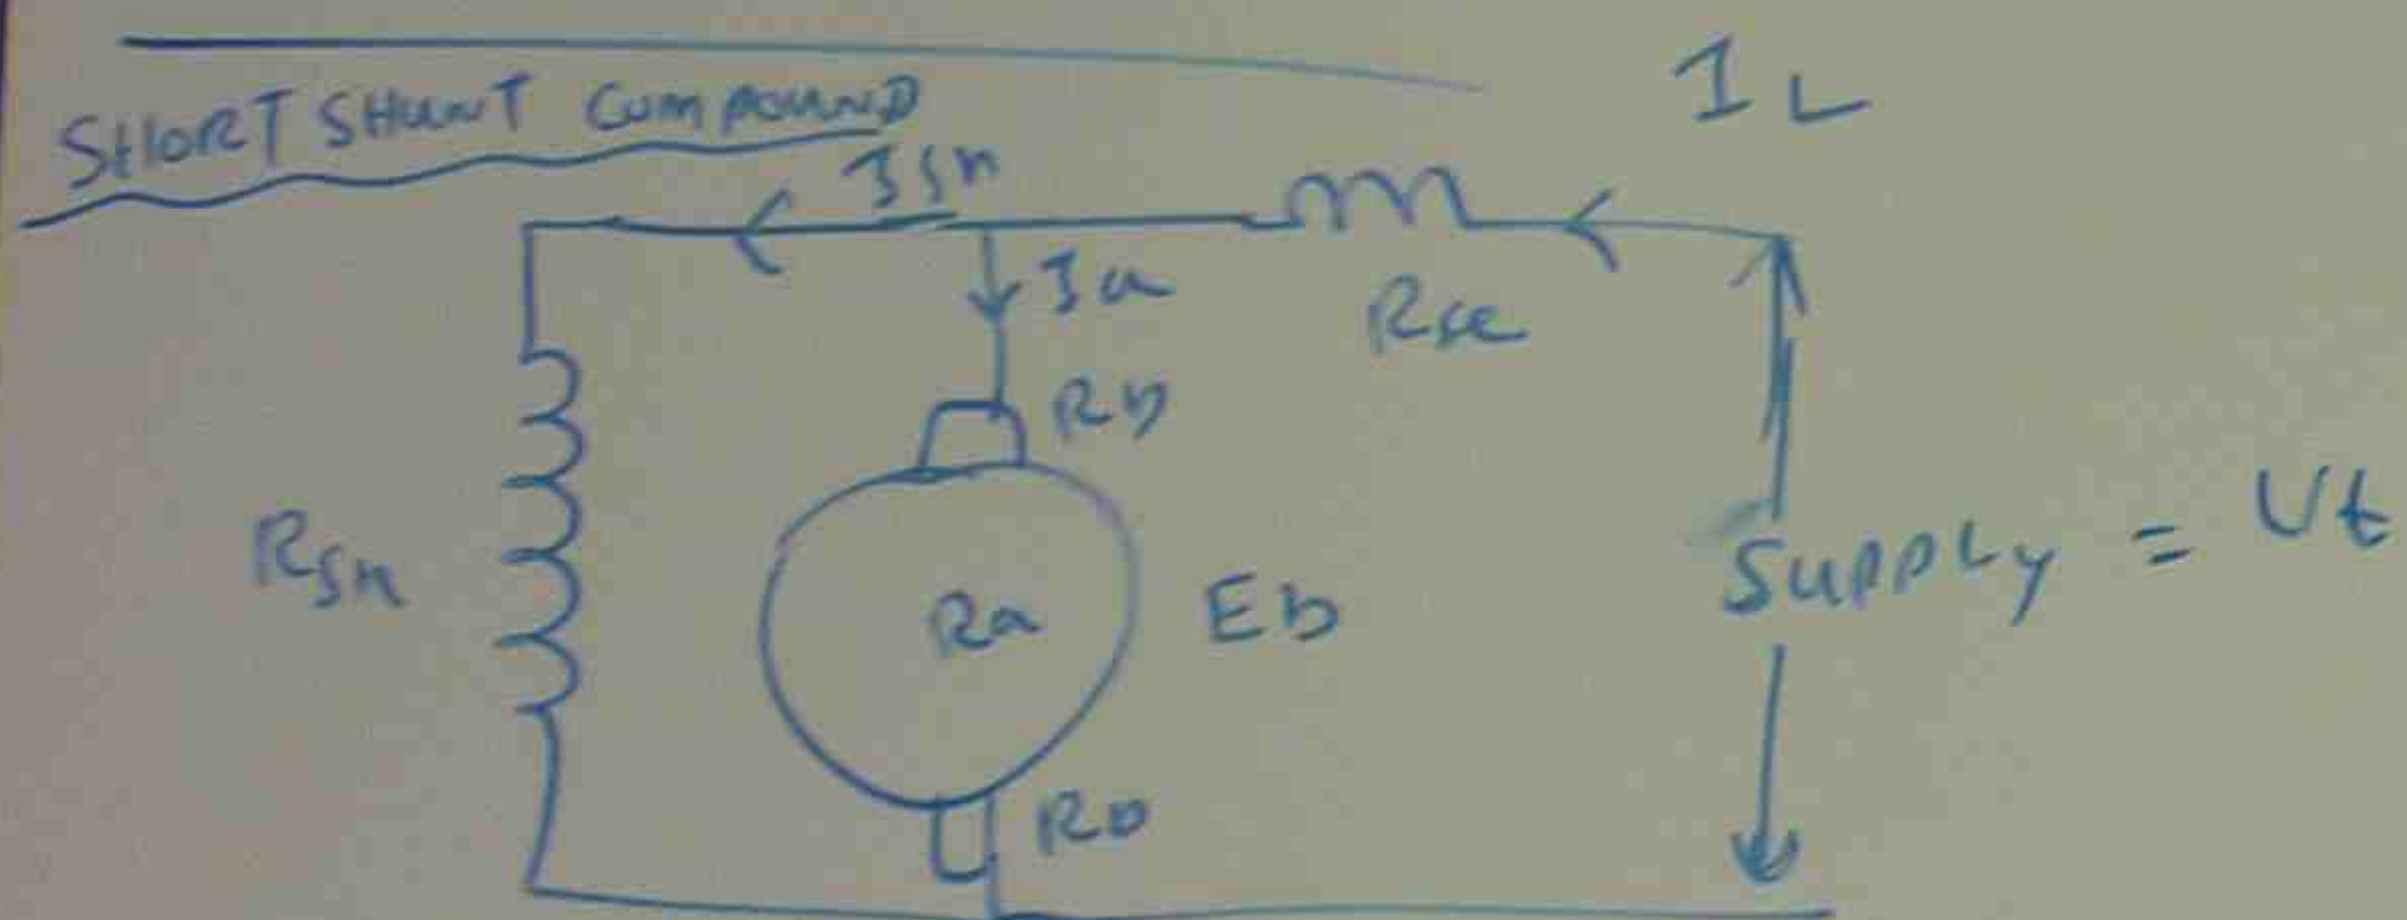 SHORT SHUNT COMPOUND
IL
Ish
Ia
Rse
Rb
Rsh
Ra
Eb
Supply = Vt
Rb